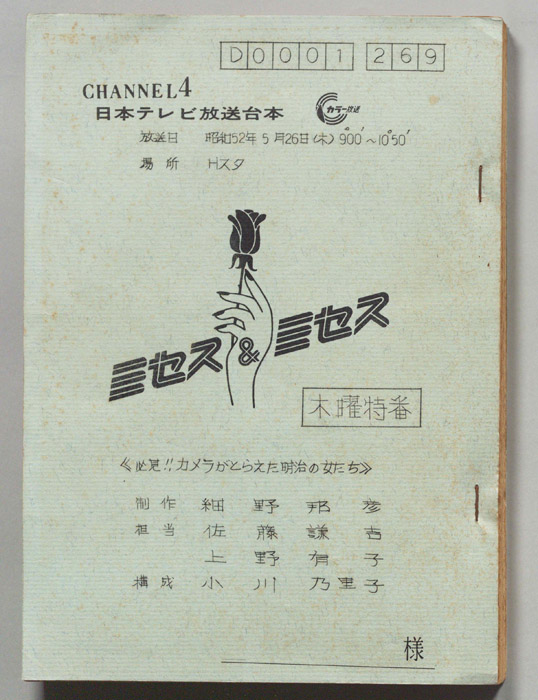 D0001 269
CHANNEL4
日本テレビ放送台本 カラー放送
放送日 昭和52年5月26日(木)9°00′~10°50′
場所 Hスタ
ミセス&ミセス
木曜特番
《必見!!カメラがとらえた明治の女たち》
制作 細野邦彦
担当 佐藤謙吉
上野有子
構成 小川乃里子
様